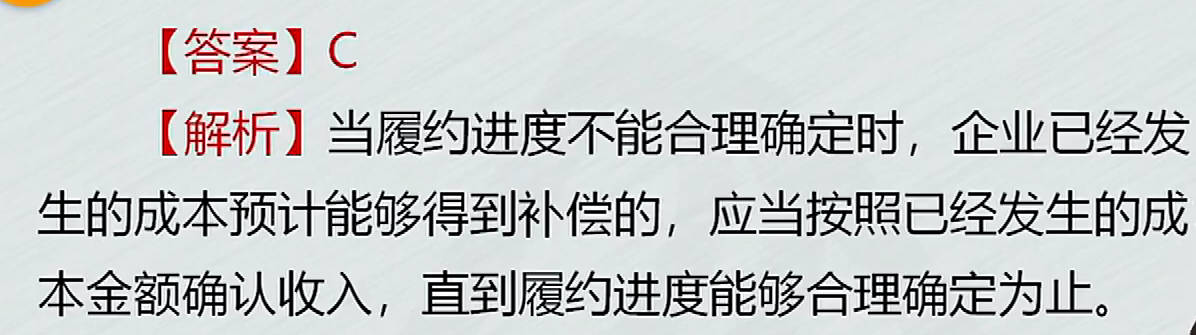 【答案】C
【解析】当履约进度不能合理确定时，企业已经发
生的成本预计能够得到补偿的，应当按照已经发生的成
本金额确认收入，直到履约进度能够合理确定为止。